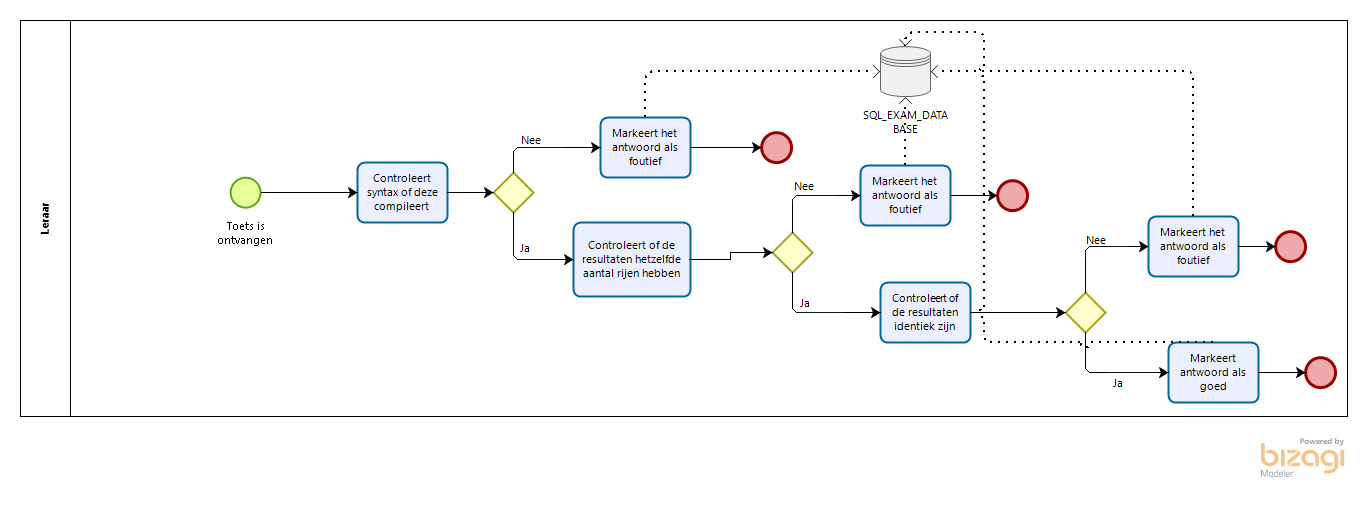 Leraar
Toets is
ontvangen
Controleert
syntax of deze
compileert
Nee
Ja
Markeert het
antwoord als
foutief
Controleert of de
resultaten hetzelfde
aantal rijen hebben
SQL_EXAM_DATA
BASE
Nee
Ja
Markeert het
antwoord als
foutief
Controleert of
de resultaten
identiek zijn
Nee
Ja
Markeert het
antwoord als
foutief
Markeert
antwoord als
goed
Powered by
bizagi
Modeler